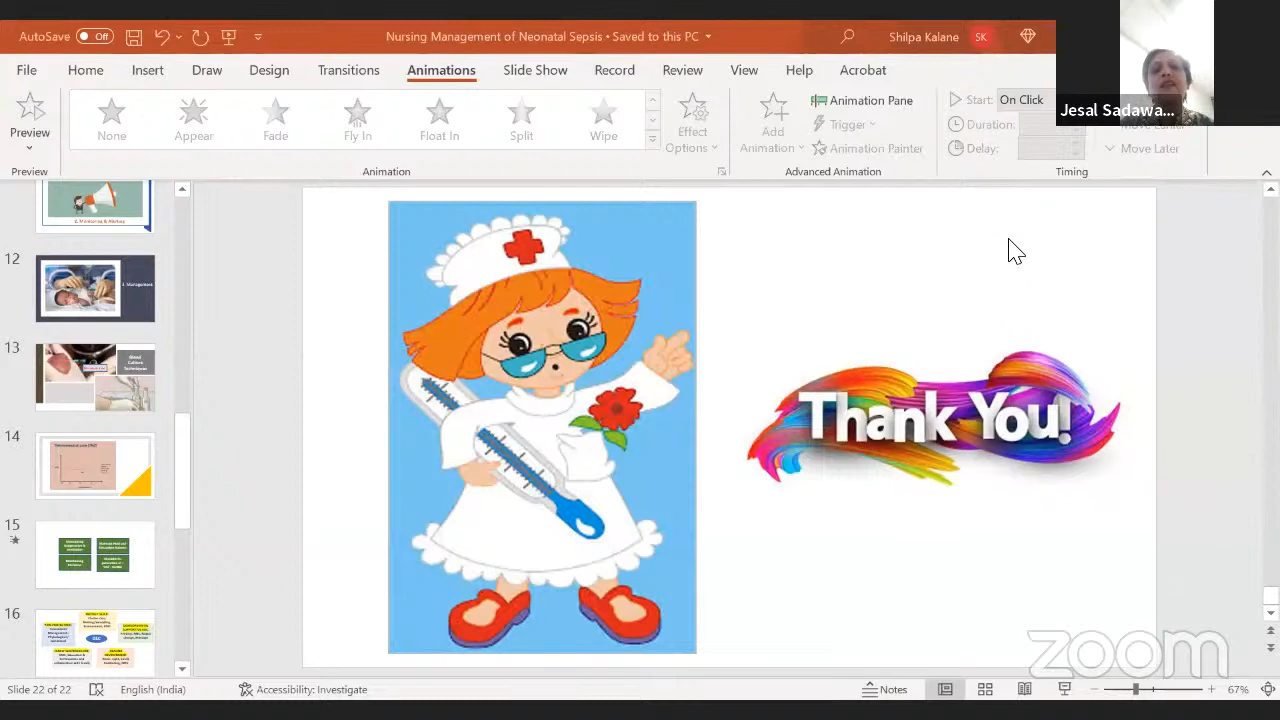 AutoSave Off
Nursing Management of Neonatal Sepsis • Saved to this PC
Shilpa Kalane SK
File Home Insert Draw Design Transitions Animations Slide Show Record Review View Help Acrobat
Preview
None Appear Fade Fly In Float In Split Wipe
Effect Options
Add Animation
Animation Pane
Trigger
Animation Painter
Start: On Click
Duration:
Delay:
Move Later
Preview Animation Advanced Animation Timing
Jesal Sadawa...
12
13
14
15
16
Thank You!
zoom
Slide 22 of 22 English (India) Accessibility: Investigate Notes 67%